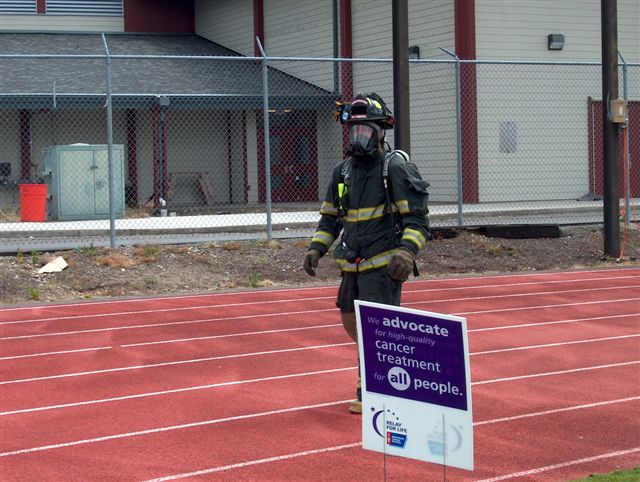 We advocate
for high-quality
cancer
treatment
for all people.
RELAY
FOR LIFE